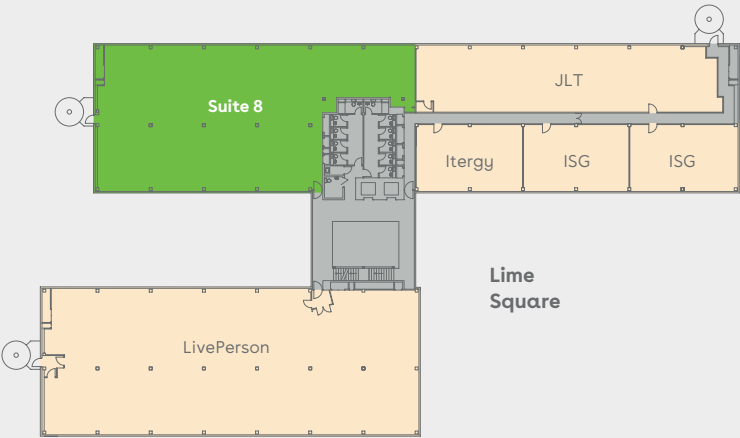 Suite 8
JLT
Itergy
ISG
ISG
Lime
Square
LivePerson